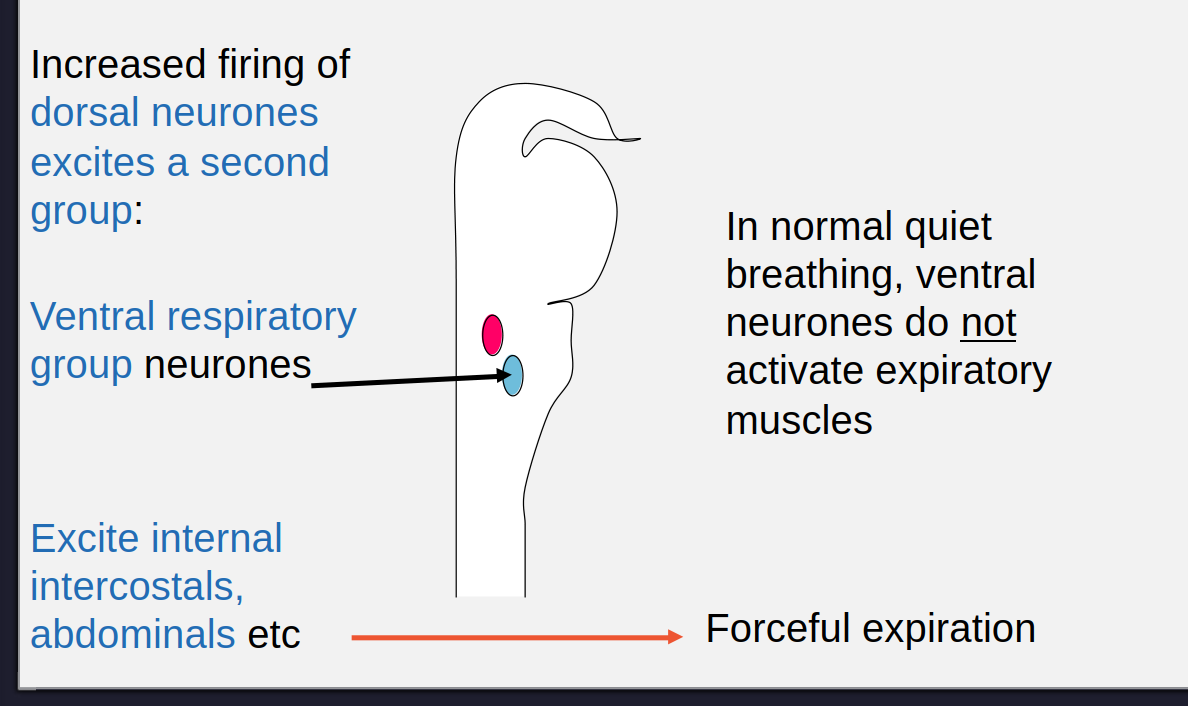 Increased firing of
dorsal neurones
excites a second
group:
Ventral respiratory
group neurones
Excite internal
intercostals,
abdominals etc
In normal quiet
breathing, ventral
neurones do not
activate expiratory
muscles
Forceful expiration